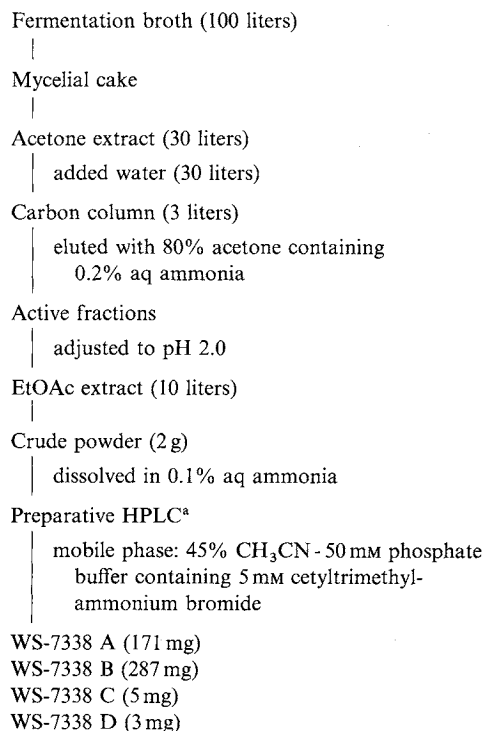 Fermentation broth (100 liters)
Mycelial cake
Acetone extract (30 liters)
added water (30 liters)
Carbon column (3 liters)
eluted with 80% acetone containing
0.2% aq ammonia
Active fractions
adjusted to pH 2.0
EtOAc extract (10 liters)
Crude powder (2 g)
dissolved in 0.1% aq ammonia
Preparative HPLCᵃ
mobile phase: 45% CH₃CN - 50 mM phosphate
buffer containing 5 mM cetyltrimethyl-
ammonium bromide
WS-7338 A (171 mg)
WS-7338 B (287 mg)
WS-7338 C (5 mg)
WS-7338 D (3 mg)